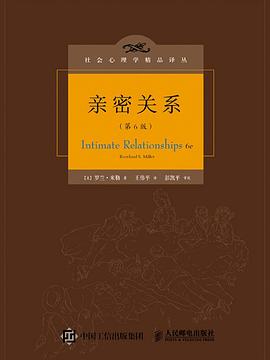 社会心理学精品译丛
亲密关系
（第6版）
Intimate Relationships 6e
Rowland S. Miller
【美】罗兰·米勒 著 王伟平 译 彭凯平 审校
中国工信出版集团 人民邮电出版社